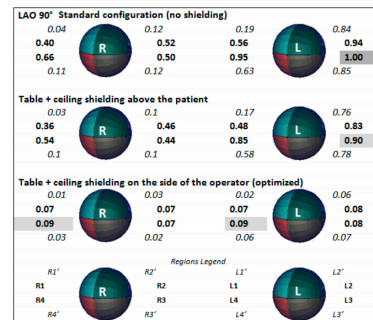 LAO 90° Standard configuration (no shielding)
0.04 0.12 0.19 0.84
0.40 R 0.52 0.56 L 0.94
0.66 0.50 0.95 1.00
0.11 0.12 0.63 0.85
Table + ceiling shielding above the patient
0.03 0.1 0.17 0.76
0.36 R 0.46 0.48 L 0.83
0.54 0.44 0.85 0.90
0.1 0.1 0.58 0.78
Table + ceiling shielding on the side of the operator (optimized)
0.01 0.03 0.02 0.06
0.07 R 0.07 0.07 L 0.08
0.09 0.07 0.09 0.08
0.03 0.02 0.06 0.07
Regions Legend
R1' R2' L1' L2'
R1 R R2 L1 L L2
R4 R3 L4 L3
R4' R3' L4' L3'